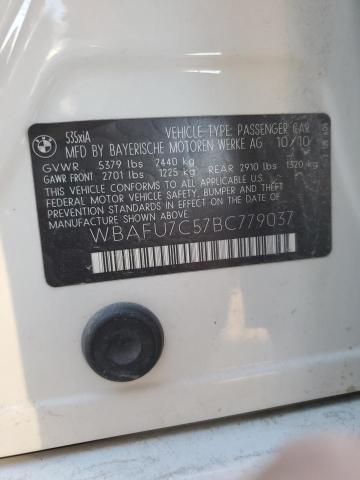 BMW
535xiA
VEHICLE TYPE: PASSENGER CAR
MFD BY BAYERISCHE MOTOREN WERKE AG 10/10
GVWR 5379 lbs 2440 kg
GAWR FRONT 2701 lbs 1225 kg REAR 2910 lbs 1320 kg
THIS VEHICLE CONFORMS TO ALL APPLICABLE
FEDERAL MOTOR VEHICLE SAFETY, BUMPER AND THEFT
PREVENTION STANDARDS IN EFFECT ON THE DATE OF
MANUFACTURE SHOWN ABOVE
WBAFU7C57BC779037